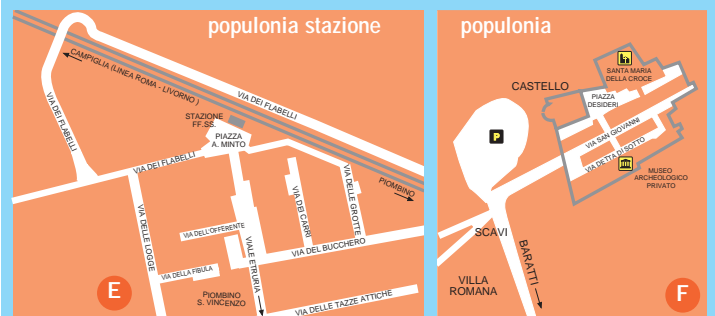 populonia stazione
CAMPIGLIA (LINEA ROMA - LIVORNO )
VIA DEI FLABELLI
VIA DEI FLABELLI
STAZIONE
FF.SS.
PIAZZA
A. MINTO
VIA DEI FLABELLI
PIOMBINO
VIA DELLE LOGGE
VIA DELL'OFFERENTE
VIALE ETRURIA
VIA DEI CARRI
VIA DELLE GROTTE
VIA DEL BUCCHERO
VIA DELLA FIBULA
E
PIOMBINO
S. VINCENZO
VIA DELLE TAZZE ATTICHE
populonia
SANTA MARIA
DELLA CROCE
CASTELLO
PIAZZA
DESIDERI
P
VIA SAN GIOVANNI
VIA DETTA DI SOTTO
MUSEO
ARCHEOLOGICO
PRIVATO
SCAVI
BARATTI
VILLA
ROMANA
F